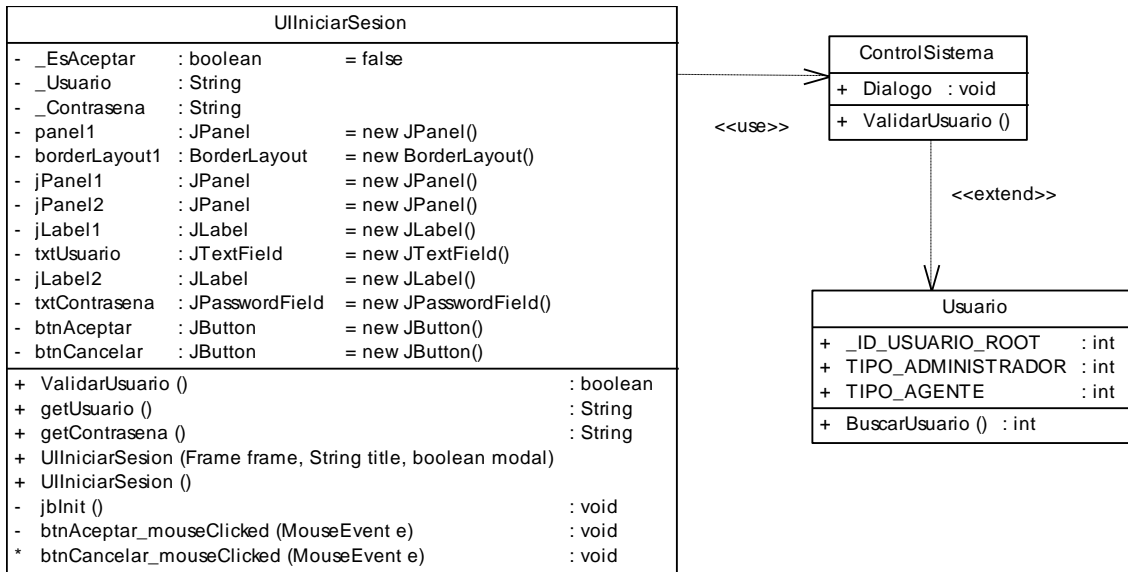 UIIniciarSesion
- _EsAceptar : boolean = false
- _Usuario : String
- _Contrasena : String
- panel1 : JPanel = new JPanel()
- borderLayout1 : BorderLayout = new BorderLayout()
- jPanel1 : JPanel = new JPanel()
- jPanel2 : JPanel = new JPanel()
- jLabel1 : JLabel = new JLabel()
- txtUsuario : JTextField = new JTextField()
- jLabel2 : JLabel = new JLabel()
- txtContrasena : JPasswordField = new JPasswordField()
- btnAceptar : JButton = new JButton()
- btnCancelar : JButton = new JButton()
+ ValidarUsuario () : boolean
+ getUsuario () : String
+ getContrasena () : String
+ UIIniciarSesion (Frame frame, String title, boolean modal)
+ UIIniciarSesion ()
- jbInit () : void
- btnAceptar_mouseClicked (MouseEvent e) : void
* btnCancelar_mouseClicked (MouseEvent e) : void
<<use>>
ControlSistema
+ Dialogo : void
+ ValidarUsuario ()
<<extend>>
Usuario
+ _ID_USUARIO_ROOT : int
+ TIPO_ADMINISTRADOR : int
+ TIPO_AGENTE : int
+ BuscarUsuario () : int